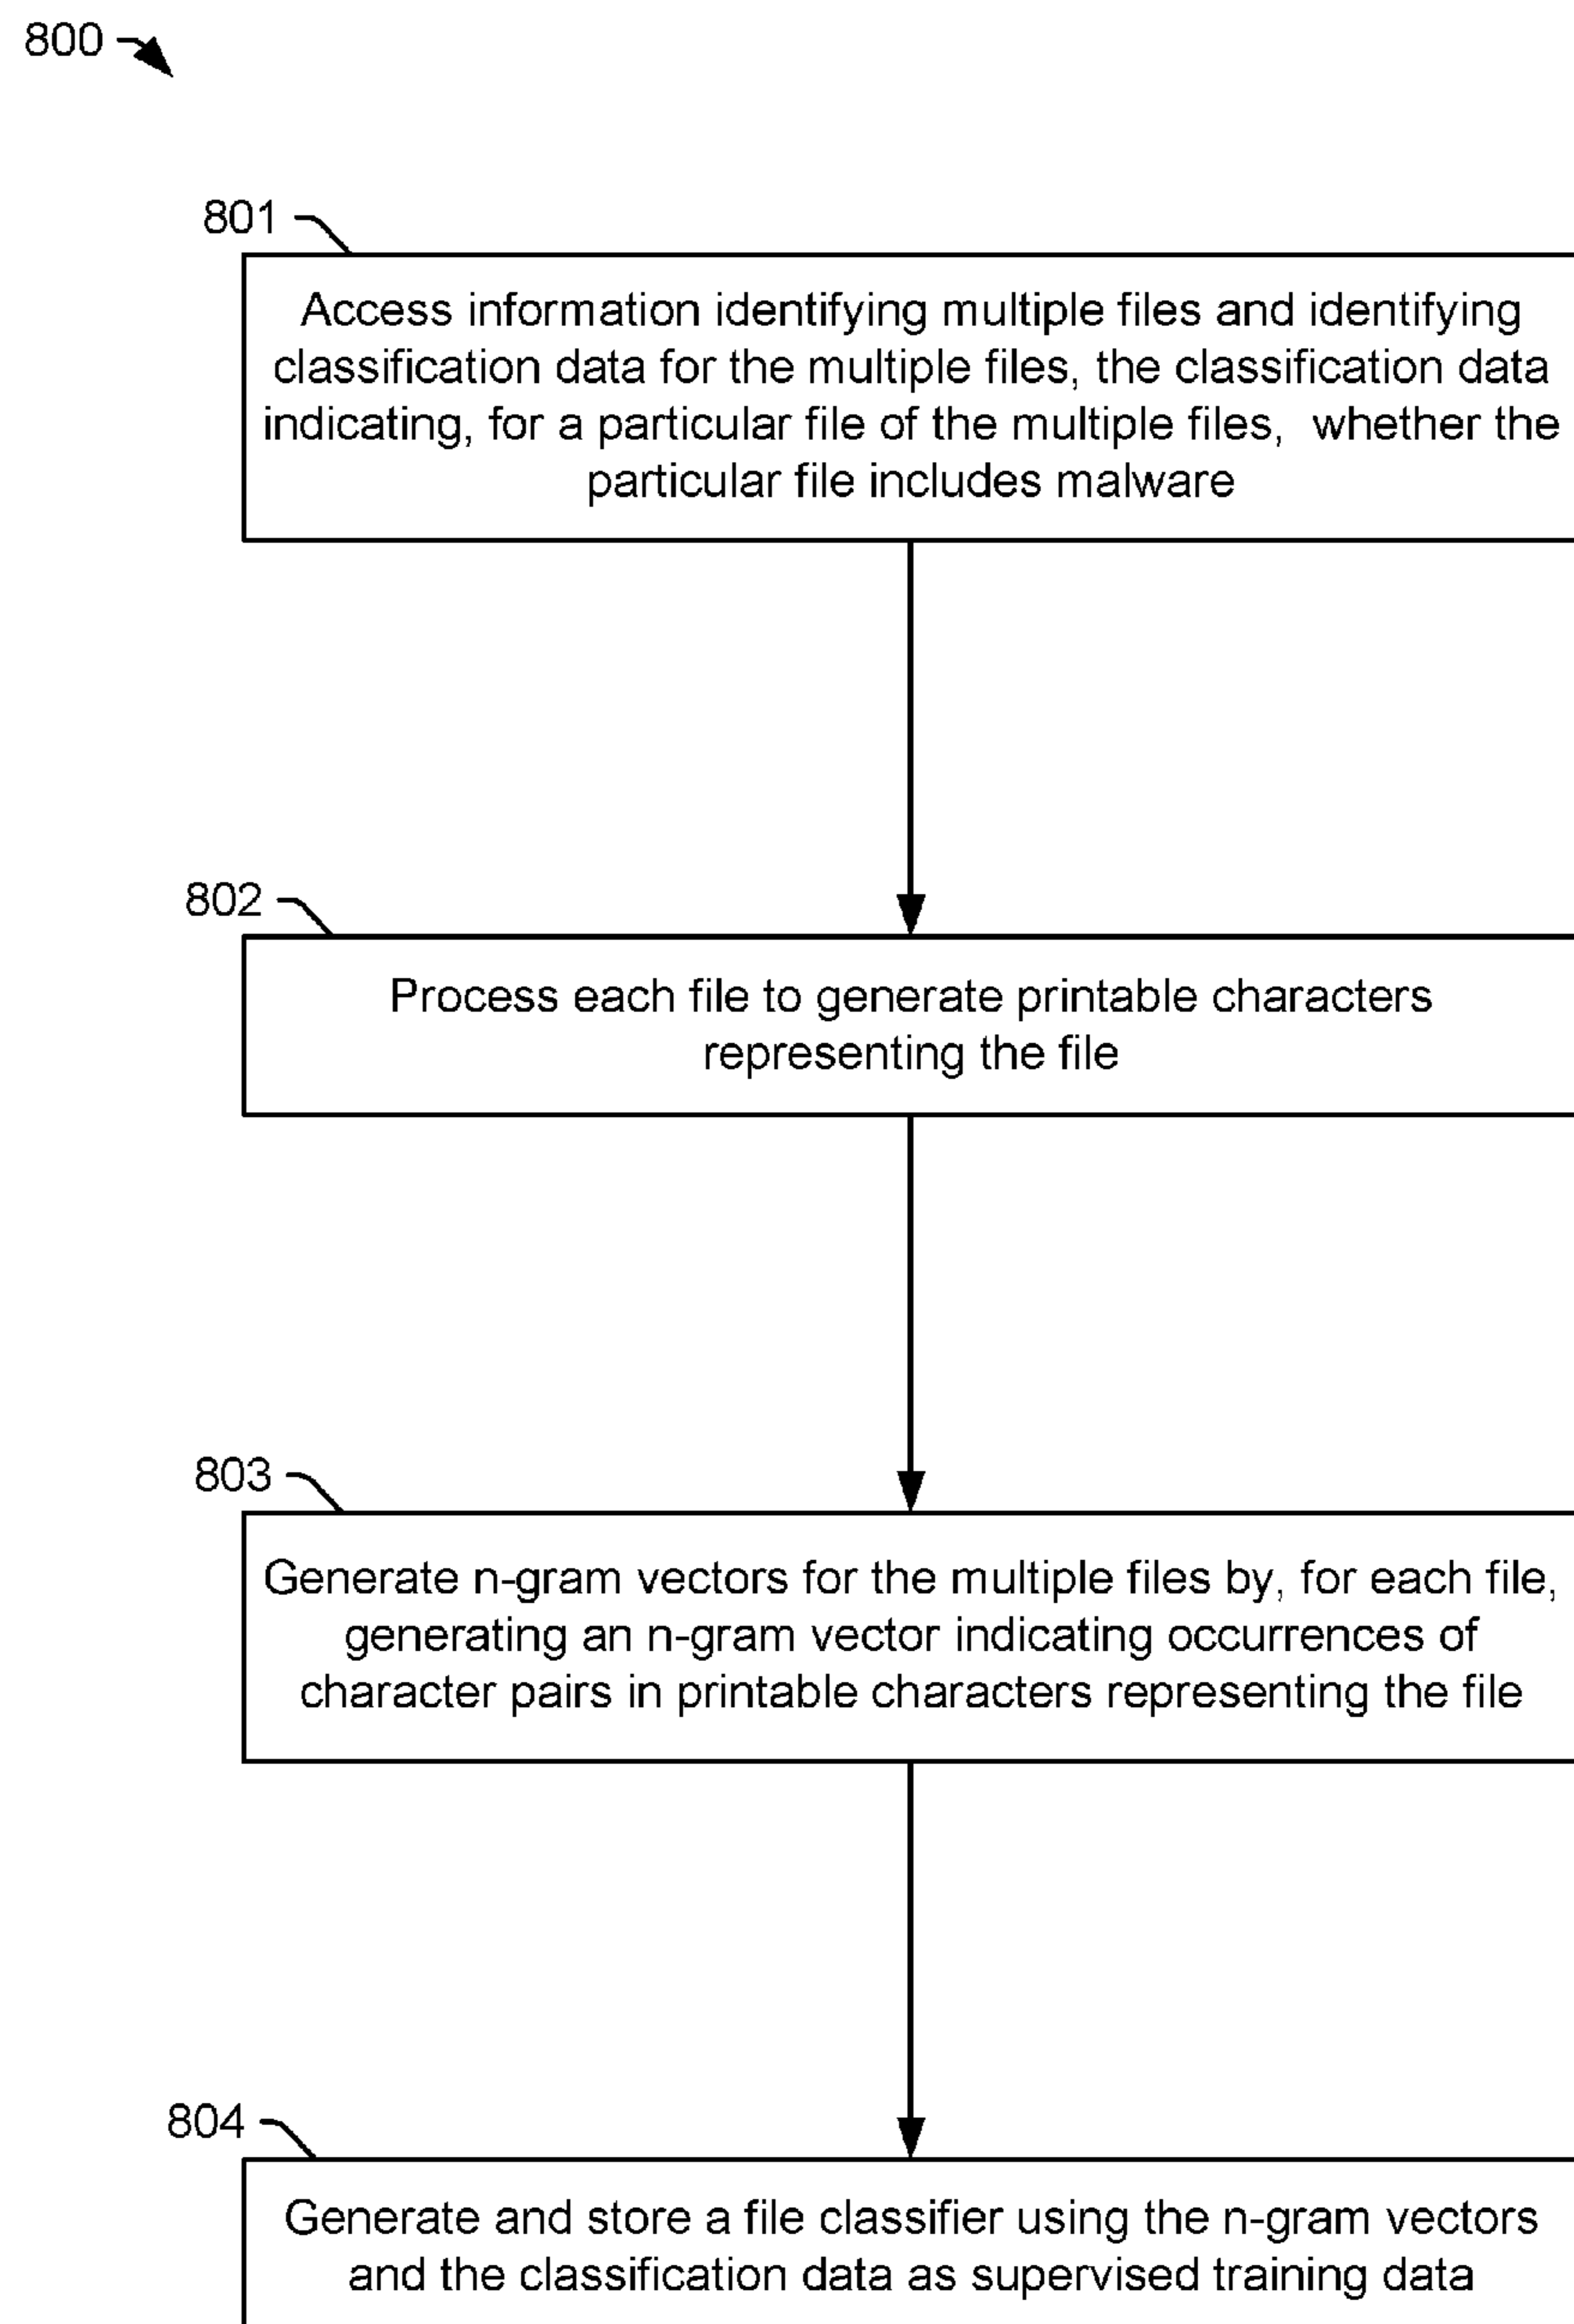 800
801
Access information identifying multiple files and identifying
classification data for the multiple files, the classification data
indicating, for a particular file of the multiple files,  whether the
particular file includes malware
802
Process each file to generate printable characters
representing the file
803
Generate n-gram vectors for the multiple files by, for each file,
generating an n-gram vector indicating occurrences of
character pairs in printable characters representing the file
804
Generate and store a file classifier using the n-gram vectors
and the classification data as supervised training data